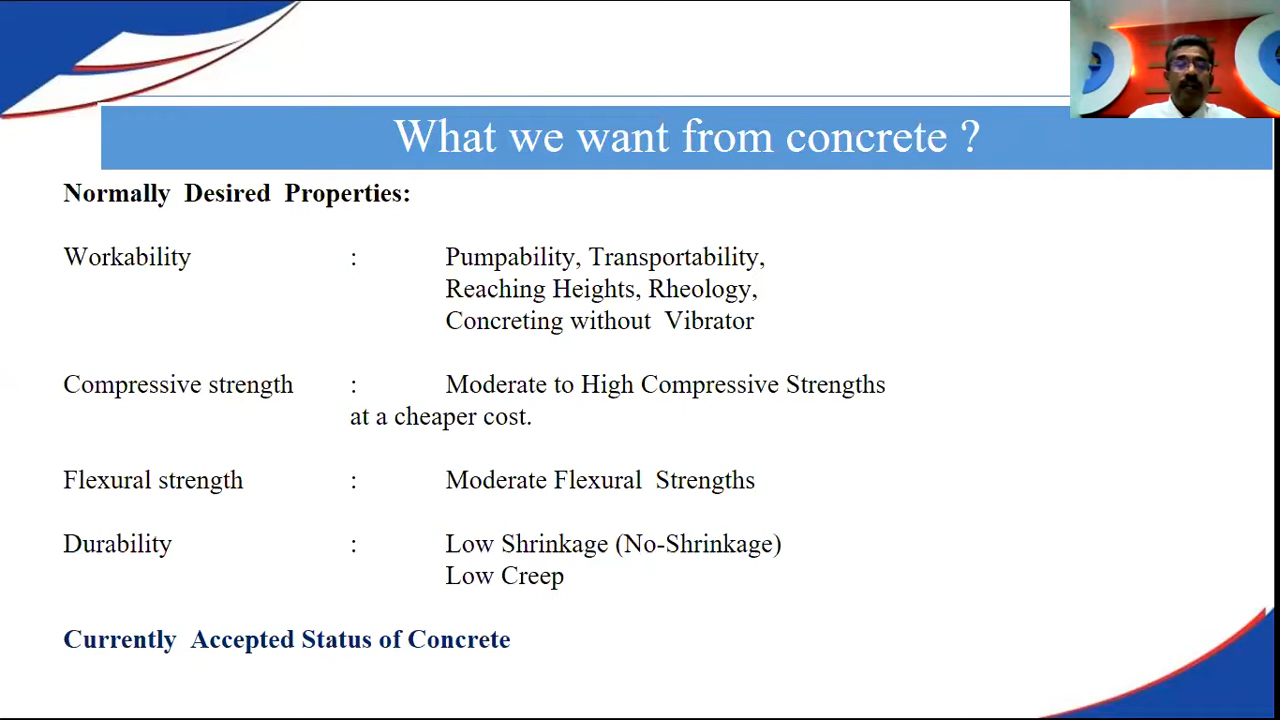 What we want from concrete ?
Normally Desired Properties:
Workability : Pumpability, Transportability,
Reaching Heights, Rheology,
Concreting without Vibrator
Compressive strength : Moderate to High Compressive Strengths
at a cheaper cost.
Flexural strength : Moderate Flexural Strengths
Durability : Low Shrinkage (No-Shrinkage)
Low Creep
Currently Accepted Status of Concrete